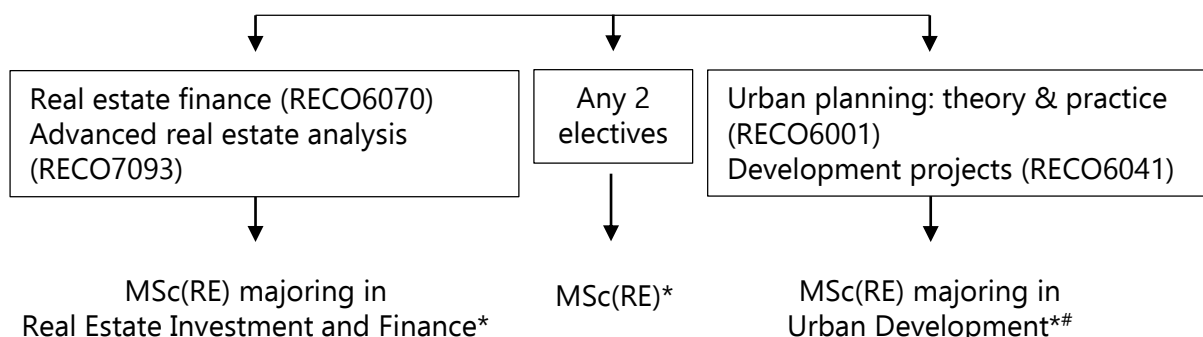 Real estate finance (RECO6070)
Advanced real estate analysis
(RECO7093)
Any 2
electives
Urban planning: theory & practice
(RECO6001)
Development projects (RECO6041)
MSc(RE) majoring in
Real Estate Investment and Finance*
MSc(RE)*
MSc(RE) majoring in
Urban Development*#